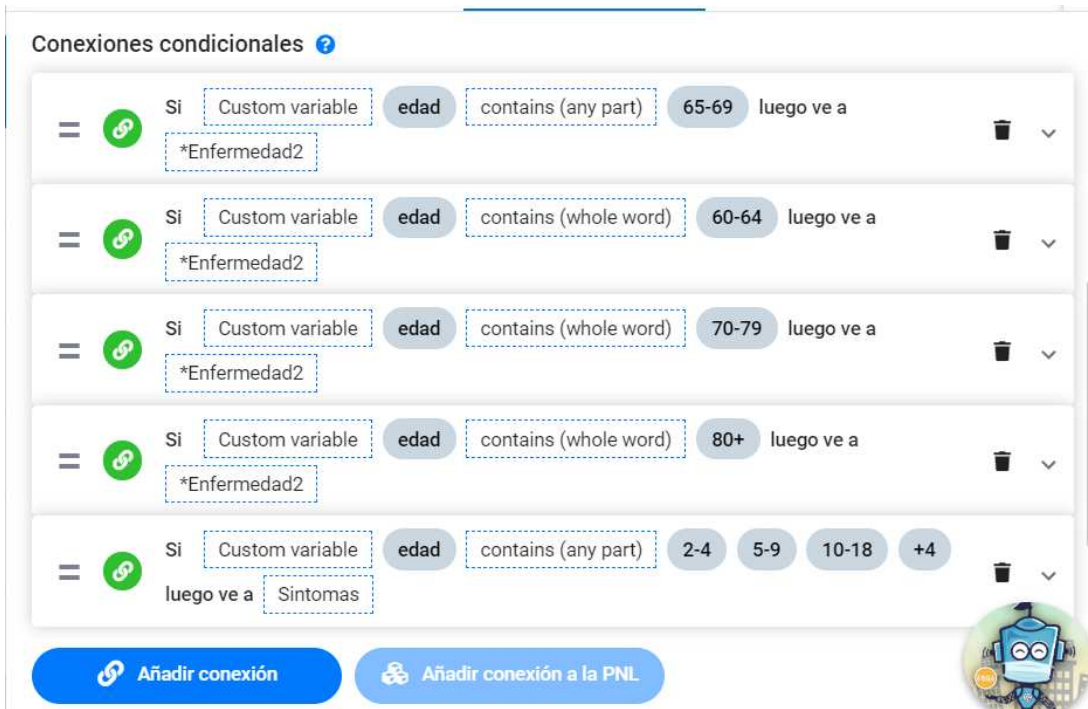 Conexiones condicionales ?
Si Custom variable edad contains (any part) 65-69 luego ve a
*Enfermedad2
Si Custom variable edad contains (whole word) 60-64 luego ve a
*Enfermedad2
Si Custom variable edad contains (whole word) 70-79 luego ve a
*Enfermedad2
Si Custom variable edad contains (whole word) 80+ luego ve a
*Enfermedad2
Si Custom variable edad contains (any part) 2-4 5-9 10-18 +4
luego ve a Sintomas
Añadir conexión Añadir conexión a la PNL